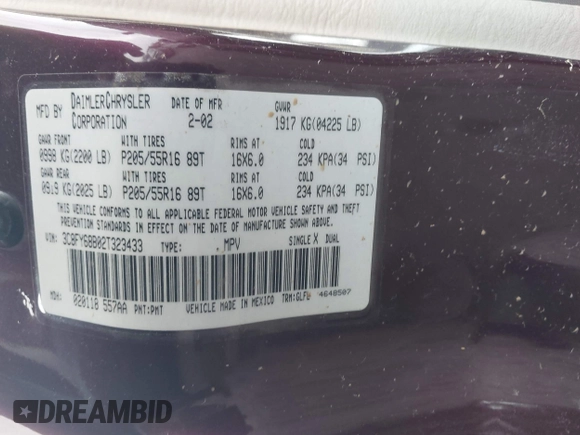 MFD BY DAIMLERCHRYSLER CORPORATION DATE OF MFR 2-02 GVWR 1917 KG(04225 LB)
GAWR FRONT WITH TIRES RIMS AT COLD
0998 KG(2200 LB) P205/55R16 89T 16X6.0 234 KPA(34 PSI)
GAWR REAR WITH TIRES RIMS AT COLD
KG(2025 LB) P205/55R16 89T 16X6.0 234 KPA(34 PSI)
THIS VEHICLE CONFORMS TO ALL APPLICABLE FEDERAL MOTOR VEHICLE SAFETY AND THEFT
PREVENTION STANDARDS IN EFFECT ON THE DATE OF MANUFACTURE SHOWN ABOVE.
VIN: 3C8FY68B02T323433 TYPE: MPV SINGLE X DUAL
MDH: 020118 557AA PNT:PMT VEHICLE MADE IN MEXICO TRM:GLFL 4648507
DREAMBID